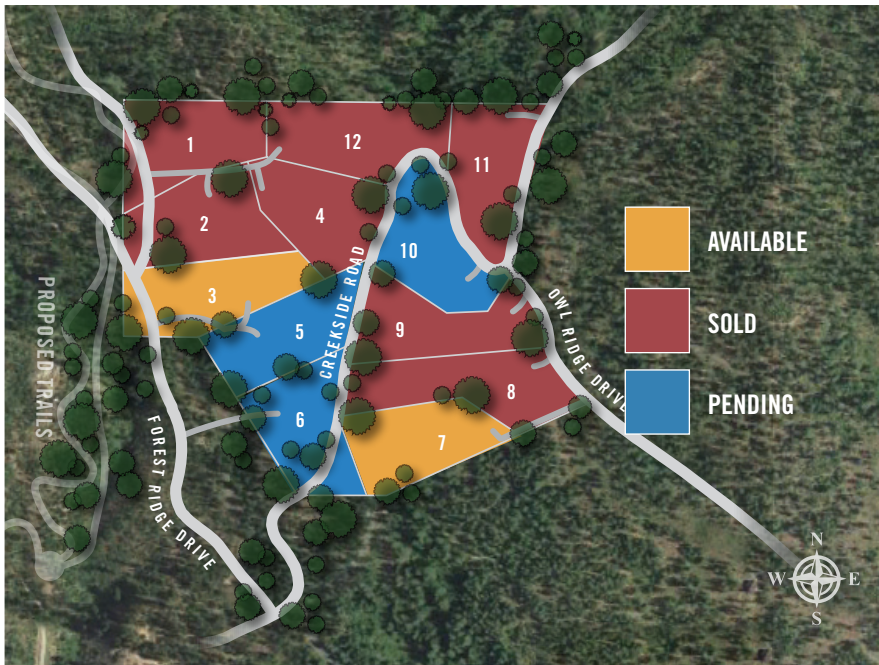 1
12
11
2
4
10
3
5
9
6
8
7
PROPOSED TRAILS
FOREST RIDGE DRIVE
CREEKSIDE ROAD
OWL RIDGE DRIVE
AVAILABLE
SOLD
PENDING
N
W E
S